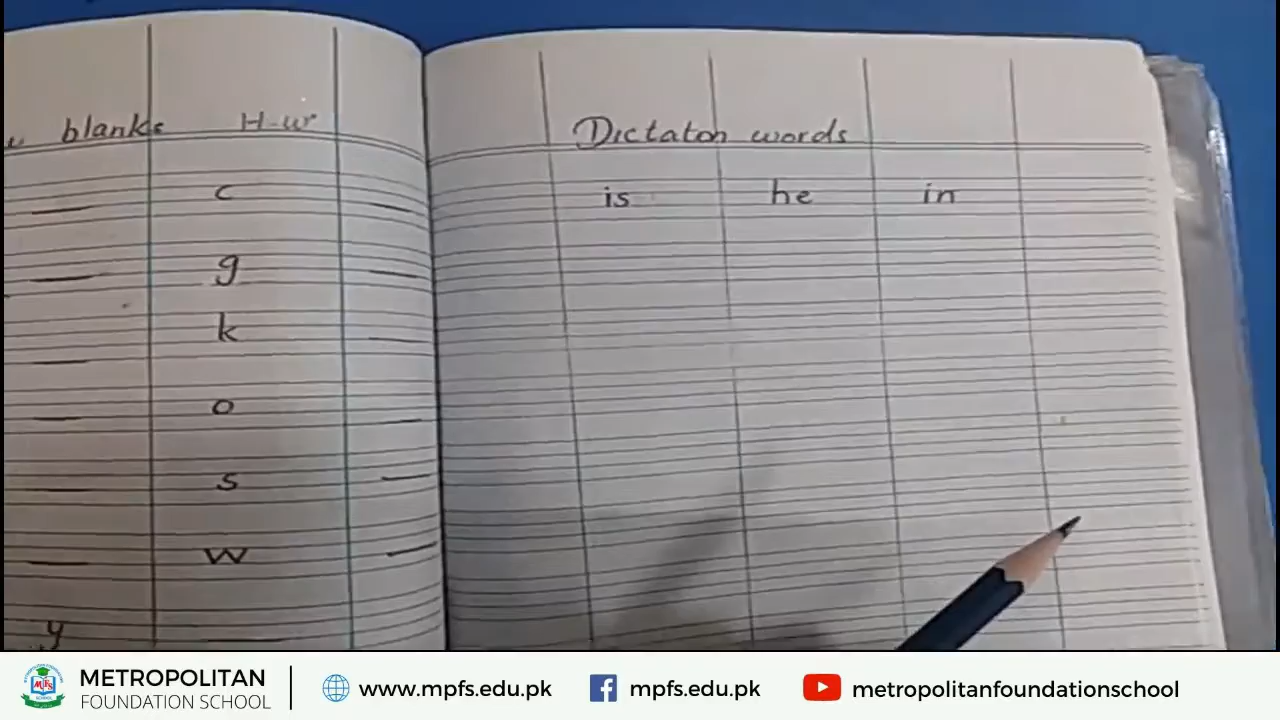 blanks H-w
c
g
k
o
s
w
y
Dictaton words
is he in
METROPOLITAN
FOUNDATION SCHOOL
www.mpfs.edu.pk
mpfs.edu.pk
metropolitanfoundationschool